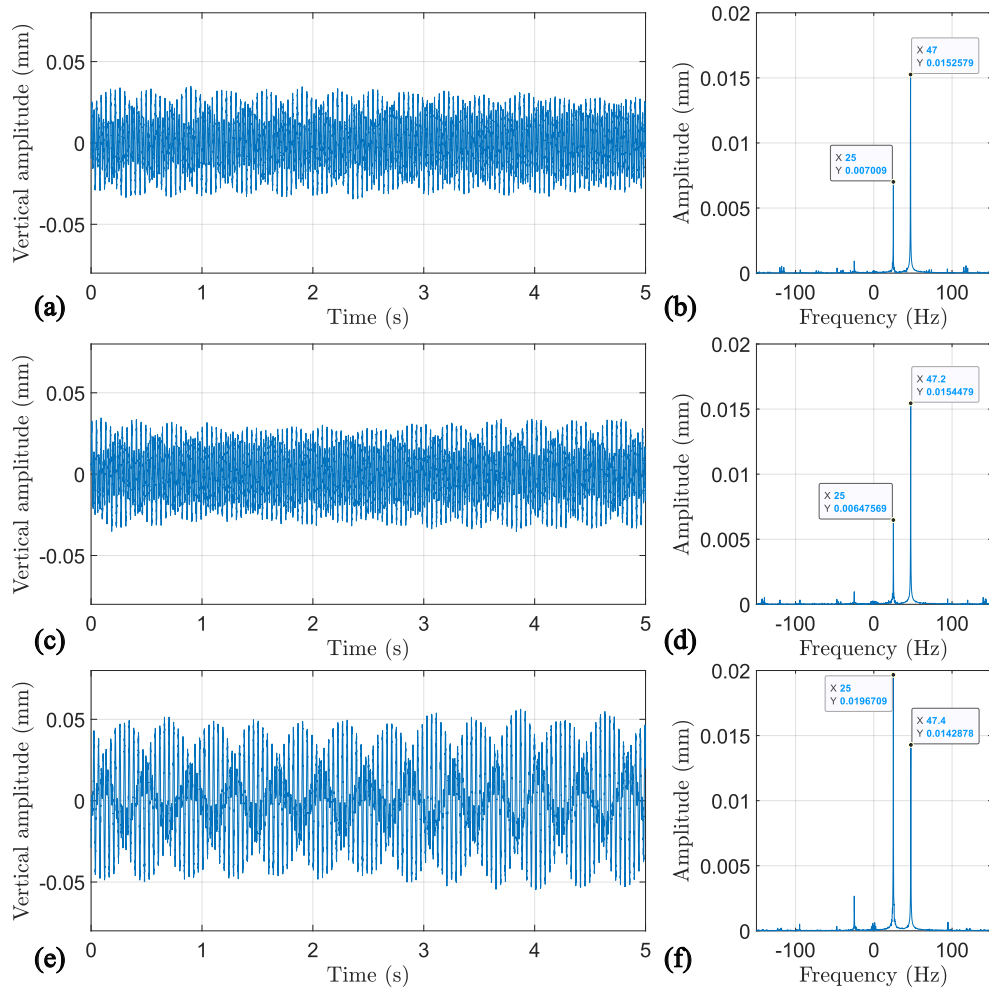 0.05
0
-0.05
Vertical amplitude (mm)
0 1 2 3 4 5
Time (s)
(a)
0.02
0.015
0.01
0.005
0
Amplitude (mm)
X 47
Y 0.0152579
X 25
Y 0.007009
-100 0 100
Frequency (Hz)
(b)
0.05
0
-0.05
Vertical amplitude (mm)
0 1 2 3 4 5
Time (s)
(c)
0.02
0.015
0.01
0.005
0
Amplitude (mm)
X 47.2
Y 0.0154479
X 25
Y 0.00647569
-100 0 100
Frequency (Hz)
(d)
0.05
0
-0.05
Vertical amplitude (mm)
0 1 2 3 4 5
Time (s)
(e)
0.02
0.015
0.01
0.005
0
Amplitude (mm)
X 25
Y 0.0196709
X 47.4
Y 0.0142878
-100 0 100
Frequency (Hz)
(f)